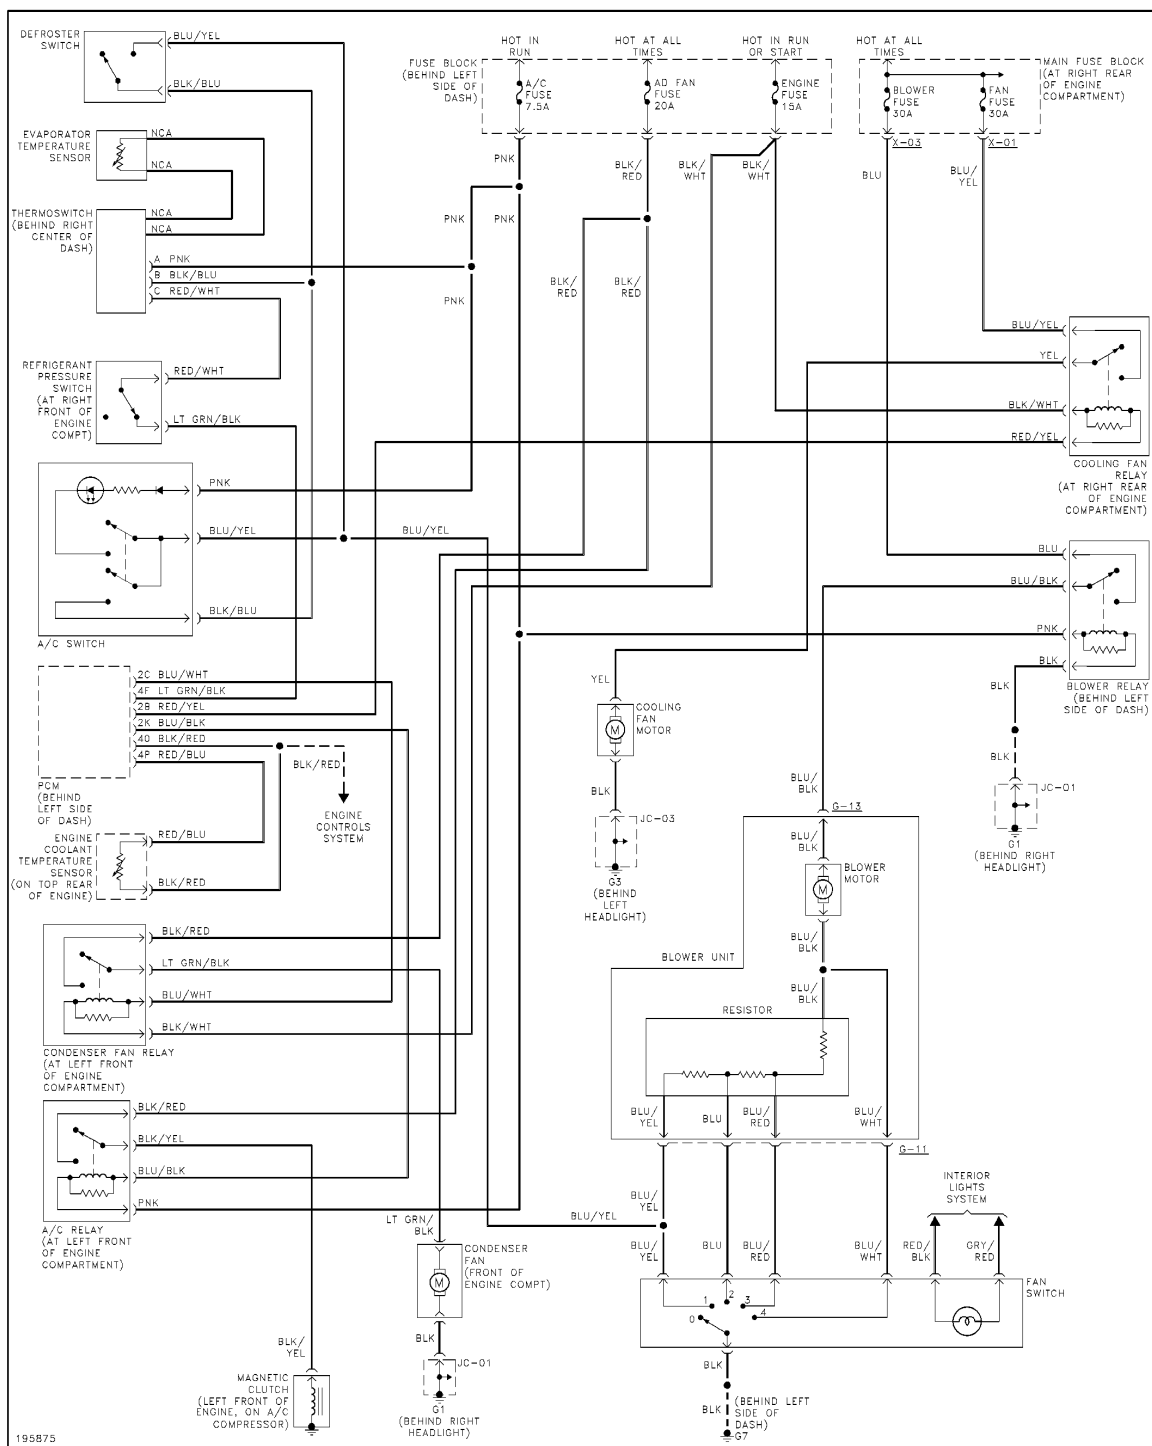 DEFROSTER
SWITCH
BLU/YEL
BLK/BLU
EVAPORATOR
TEMPERATURE
SENSOR
NCA
NCA
THERMOSWITCH
(BEHIND RIGHT
CENTER OF
DASH)
NCA
NCA
A PNK
B BLK/BLU
C RED/WHT
REFRIGERANT
PRESSURE
SWITCH
(AT RIGHT
FRONT OF
ENGINE
COMPT)
RED/WHT
LT GRN/BLK
PNK
BLU/YEL
BLU/YEL
BLK/BLU
A/C SWITCH
2C BLU/WHT
4F LT GRN/BLK
2B RED/YEL
2K BLU/BLK
4O BLK/RED
4P RED/BLU
PCM
(BEHIND
LEFT SIDE
OF DASH)
BLK/RED
ENGINE
CONTROLS
SYSTEM
ENGINE
COOLANT
TEMPERATURE
SENSOR
(ON TOP REAR
OF ENGINE)
RED/BLU
BLK/RED
BLK/RED
LT GRN/BLK
BLU/WHT
BLK/WHT
CONDENSER FAN RELAY
(AT LEFT FRONT
OF ENGINE
COMPARTMENT)
BLK/RED
BLK/YEL
BLU/BLK
PNK
A/C RELAY
(AT LEFT FRONT
OF ENGINE
COMPARTMENT)
BLK/
YEL
MAGNETIC
CLUTCH
(LEFT FRONT OF
ENGINE, ON A/C
COMPRESSOR)
195875
HOT IN
RUN
HOT AT ALL
TIMES
HOT IN RUN
OR START
HOT AT ALL
TIMES
FUSE BLOCK
(BEHIND LEFT
SIDE OF
DASH)
A/C
FUSE
7.5A
AD FAN
FUSE
20A
ENGINE
FUSE
15A
BLOWER
FUSE
30A
FAN
FUSE
30A
MAIN FUSE BLOCK
(AT RIGHT REAR
OF ENGINE
COMPARTMENT)
X-03
X-01
PNK
BLK/
RED
BLK/
WHT
BLK/
WHT
BLU
BLU/
YEL
PNK
PNK
PNK
BLK/
RED
BLK/
RED
BLU/YEL
YEL
BLK/WHT
RED/YEL
COOLING FAN
RELAY
(AT RIGHT REAR
OF ENGINE
COMPARTMENT)
BLU
BLU/BLK
PNK
BLK
BLOWER RELAY
(BEHIND LEFT
SIDE OF DASH)
BLK
BLK
JC-01
G1
(BEHIND RIGHT
HEADLIGHT)
YEL
M
COOLING
FAN
MOTOR
BLK
JC-03
G3
(BEHIND
LEFT
HEADLIGHT)
BLU/
BLK
G-13
BLU/
BLK
M
BLOWER
MOTOR
BLU/
BLK
BLOWER UNIT
BLU/
BLK
RESISTOR
BLU/
YEL
BLU
BLU/
RED
BLU/
WHT
G-11
BLU/
YEL
BLU/YEL
BLU/
YEL
BLU
BLU/
RED
BLU/
WHT
INTERIOR
LIGHTS
SYSTEM
RED/
BLK
GRY/
RED
FAN
SWITCH
0
1
2
3
4
BLK
BLK
(BEHIND LEFT
SIDE OF
DASH)
G7
LT GRN/
BLK
M
CONDENSER
FAN
(FRONT OF
ENGINE COMPT)
BLK
JC-01
G1
(BEHIND RIGHT
HEADLIGHT)